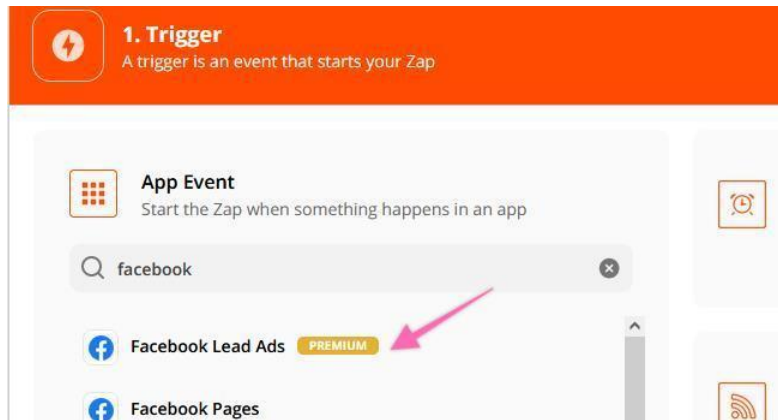 1. Trigger
A trigger is an event that starts your Zap
App Event
Start the Zap when something happens in an app
facebook
Facebook Lead Ads PREMIUM
Facebook Pages